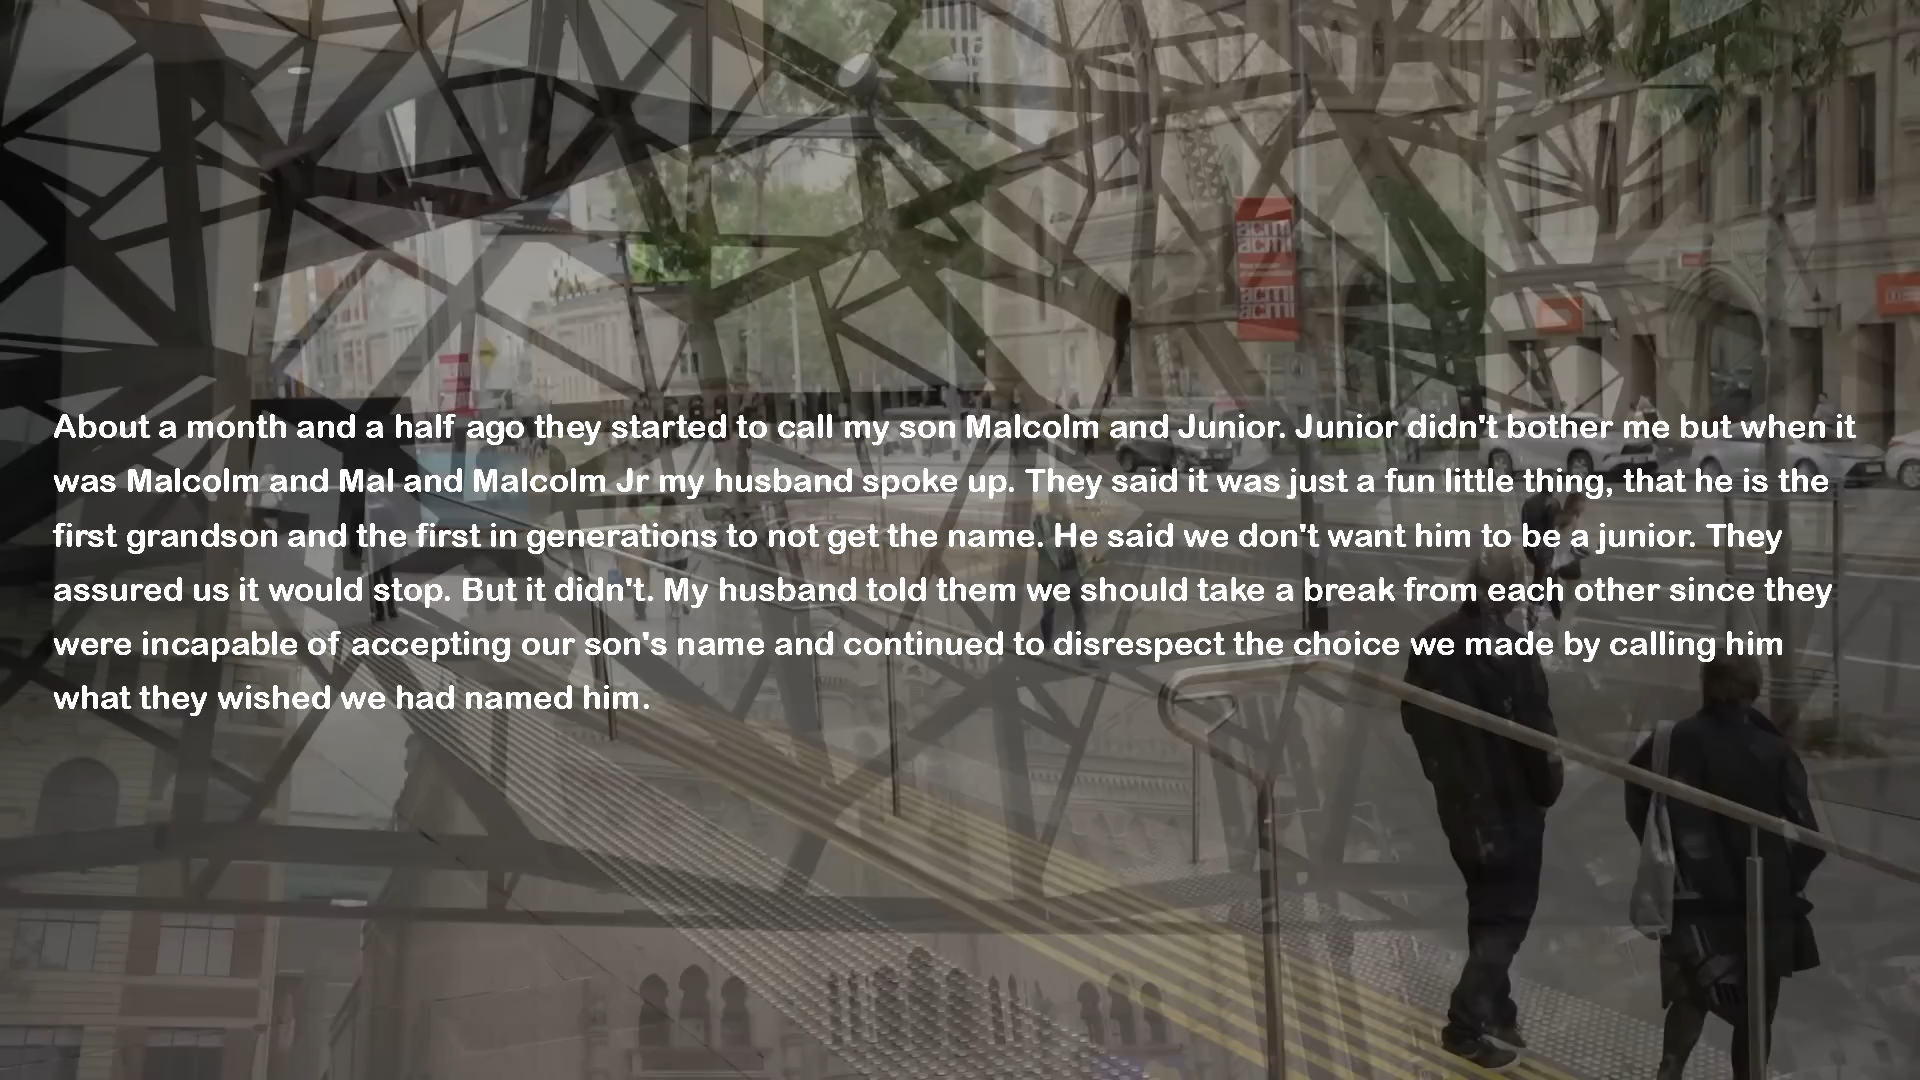 acmi
acmi
acmi
acmi
About a month and a half ago they started to call my son Malcolm and Junior. Junior didn't bother me but when it
was Malcolm and Mal and Malcolm Jr my husband spoke up. They said it was just a fun little thing, that he is the
first grandson and the first in generations to not get the name. He said we don't want him to be a junior. They
assured us it would stop. But it didn't. My husband told them we should take a break from each other since they
were incapable of accepting our son's name and continued to disrespect the choice we made by calling him
what they wished we had named him.